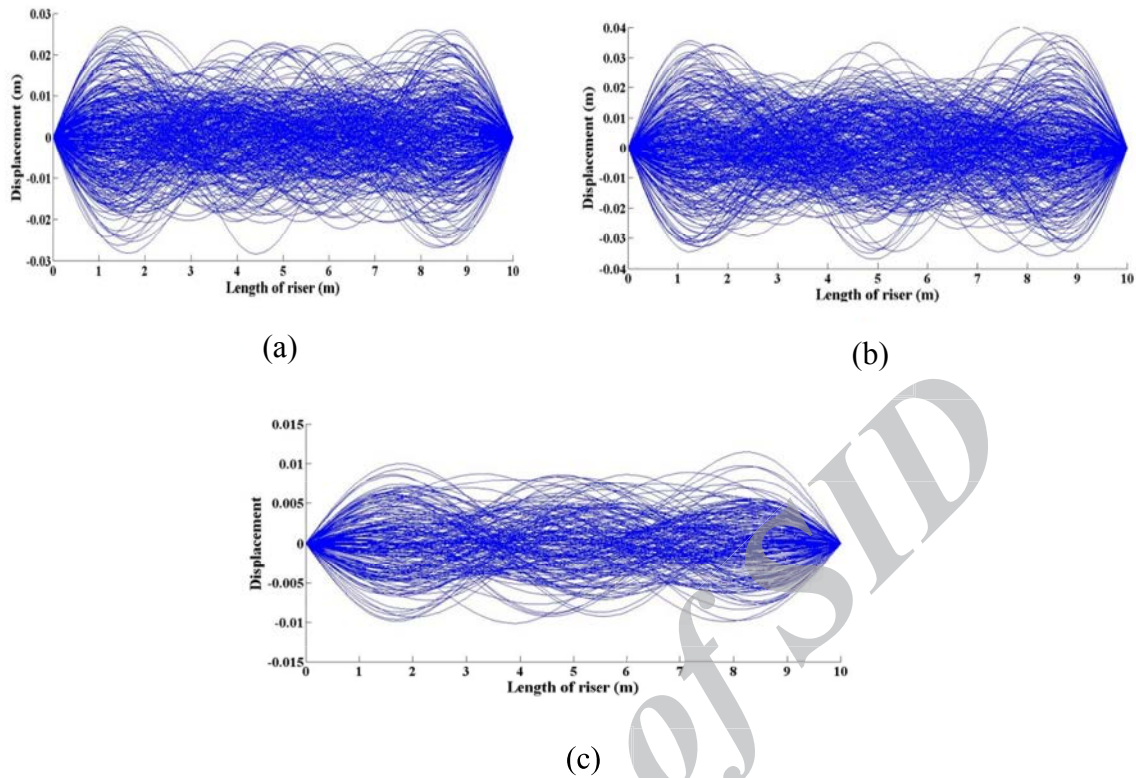 0.03
0.02
0.01
0
-0.01
-0.02
-0.03
Displacement (m)
0 1 2 3 4 5 6 7 8 9 10
Length of riser (m)
(a)
0.04
0.03
0.02
0.01
0
-0.01
-0.02
-0.03
-0.04
Displacement (m)
0 1 2 3 4 5 6 7 8 9 10
Length of riser (m)
(b)
0.015
0.01
0.005
0
-0.005
-0.01
-0.015
Displacement
0 1 2 3 4 5 6 7 8 9 10
Length of riser (m)
(c)
of SID